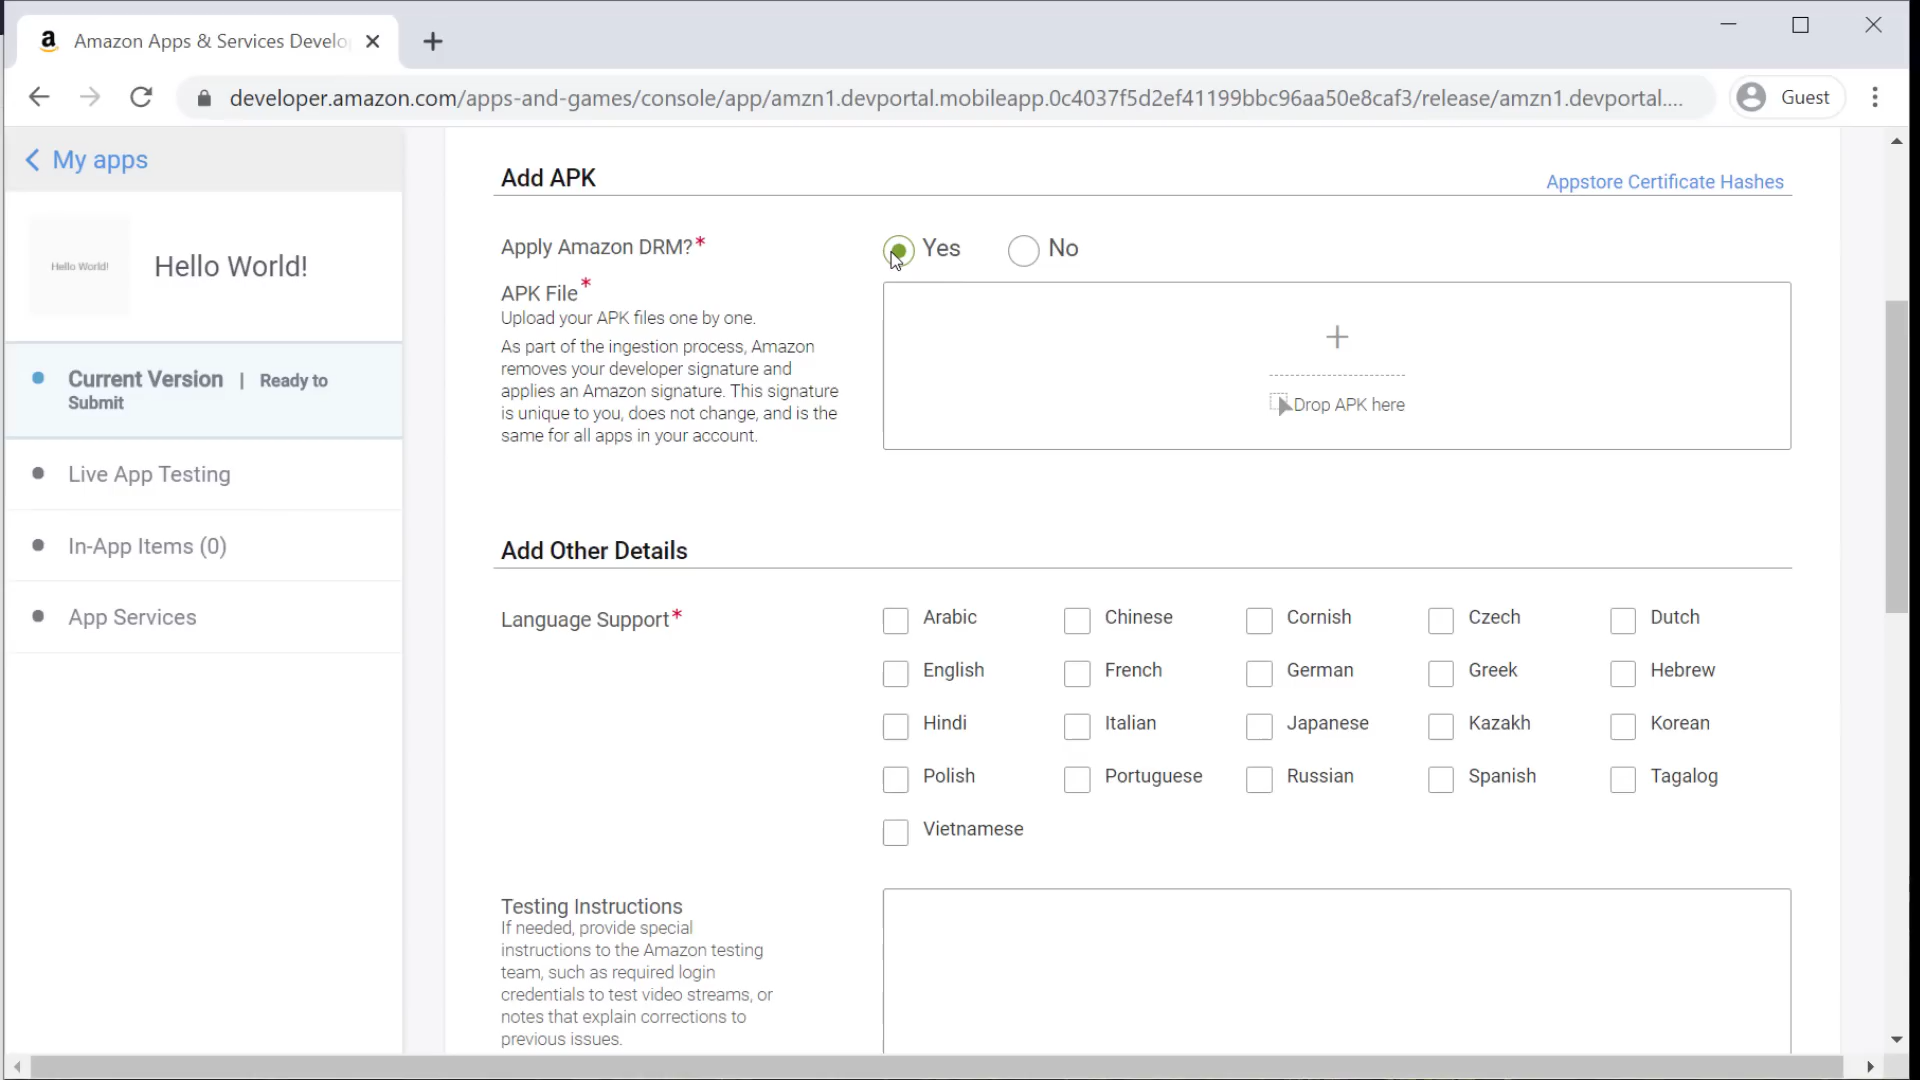 Amazon Apps & Services Develo
developer.amazon.com/apps-and-games/console/app/amzn1.devportal.mobileapp.0c4037f5d2ef41199bbc96aa50e8caf3/release/amzn1.devportal....
Guest
My apps
Hello World!
Hello World!
Current Version | Ready to
Submit
Live App Testing
In-App Items (0)
App Services
Add APK
Appstore Certificate Hashes
Apply Amazon DRM?*
Yes
No
APK File*
Upload your APK files one by one.
As part of the ingestion process, Amazon
removes your developer signature and
applies an Amazon signature. This signature
is unique to you, does not change, and is the
same for all apps in your account.
Drop APK here
Add Other Details
Language Support*
Arabic Chinese Cornish Czech Dutch
English French German Greek Hebrew
Hindi Italian Japanese Kazakh Korean
Polish Portuguese Russian Spanish Tagalog
Vietnamese
Testing Instructions
If needed, provide special
instructions to the Amazon testing
team, such as required login
credentials to test video streams, or
notes that explain corrections to
previous issues.